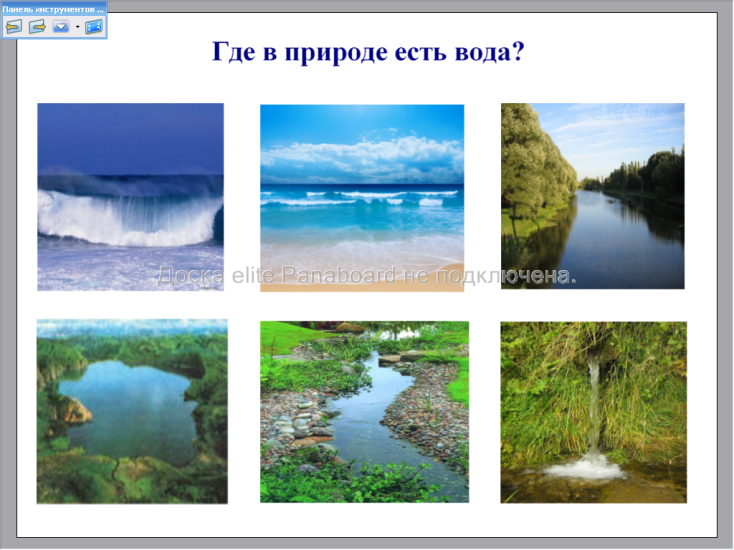 Панель инструментов ...
Где в природе есть вода?
Доска elite Panaboard не подключена.